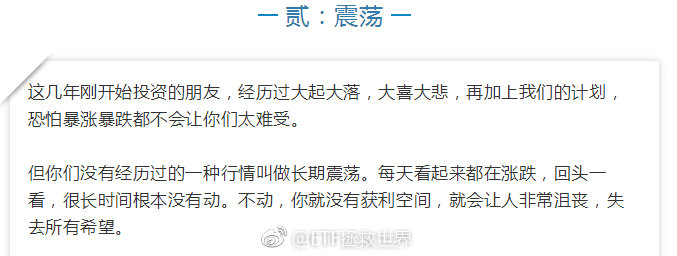 一 贰：震荡 一
这几年刚开始投资的朋友，经历过大起大落，大喜大悲，再加上我们的计划，
恐怕暴涨暴跌都不会让你们太难受。
但你们没有经历过的一种行情叫做长期震荡。每天看起来都在涨跌，回头一
看，很长时间根本没有动。不动，你就没有获利空间，就会让人非常沮丧，失
去所有希望。
@ETF拯救世界